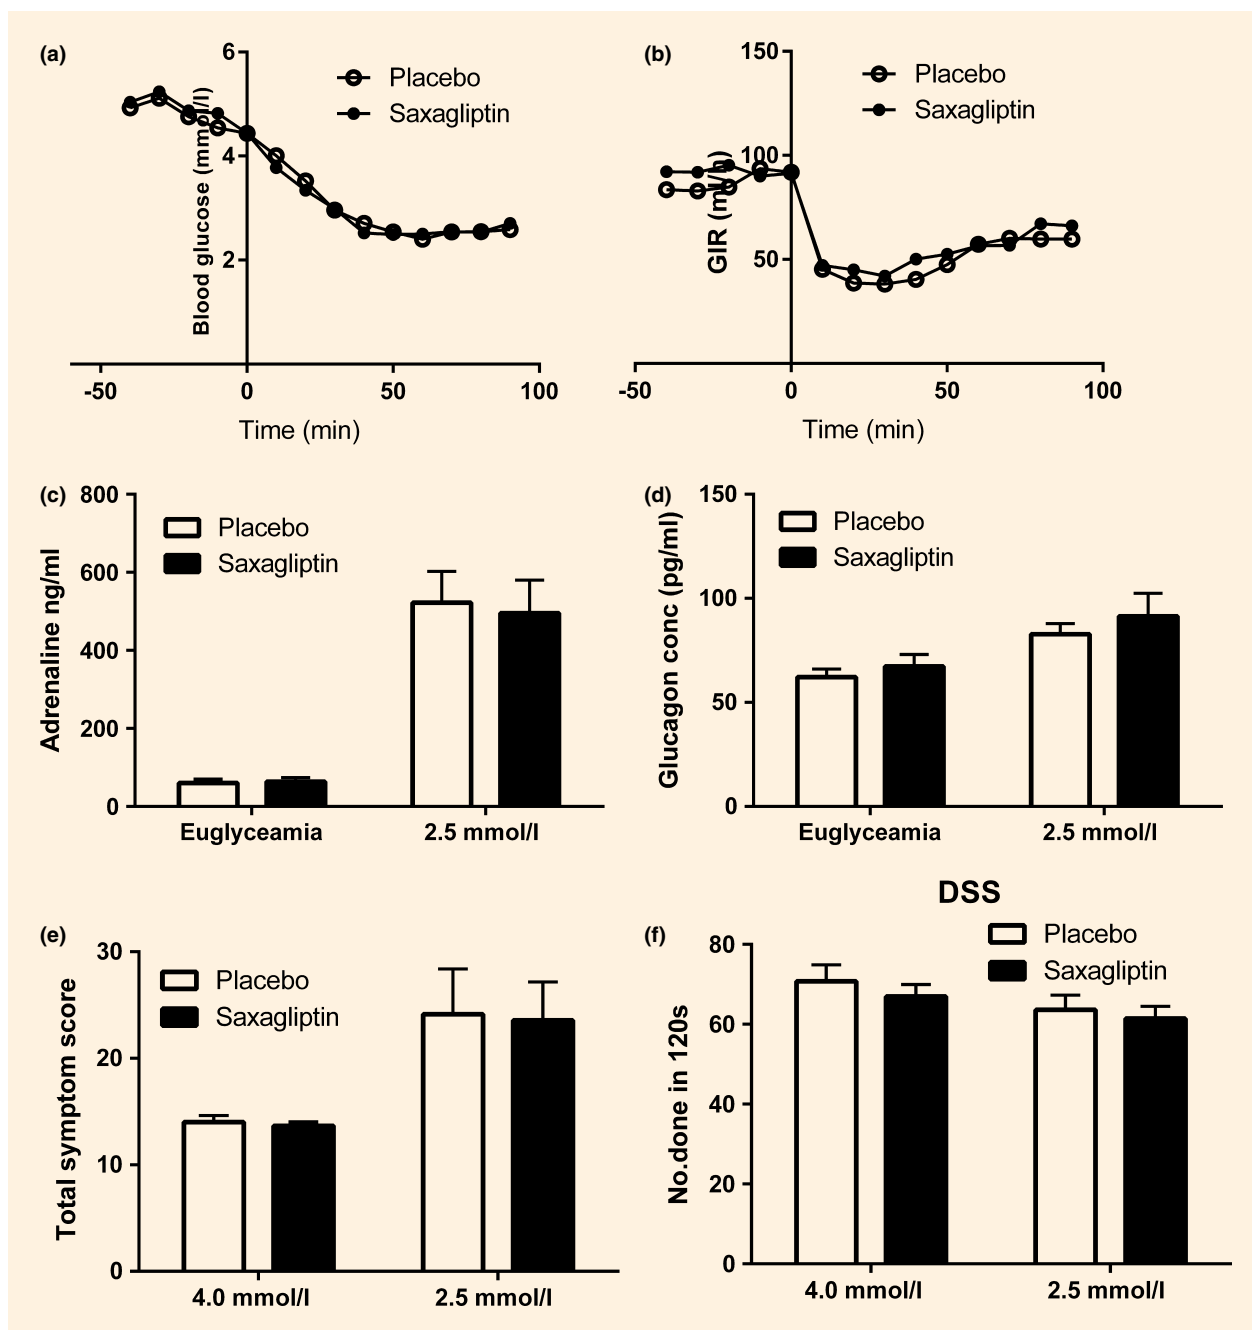 (a)
6
4
2
Blood glucose (mmol/l)
Placebo
Saxagliptin
-50 0 50 100
Time (min)
(b)
150
100
50
GIR (ml/h)
Placebo
Saxagliptin
-50 0 50 100
Time (min)
(c)
800
600
400
200
0
Adrenaline ng/ml
Placebo
Saxagliptin
Euglyceamia 2.5 mmol/l
(d)
150
100
50
0
Glucagon conc (pg/ml)
Placebo
Saxagliptin
Euglyceamia 2.5 mmol/l
(e)
30
20
10
0
Total symptom score
Placebo
Saxagliptin
4.0 mmol/l 2.5 mmol/l
DSS
(f)
80
60
40
20
0
No.done in 120s
Placebo
Saxagliptin
4.0 mmol/l 2.5 mmol/l